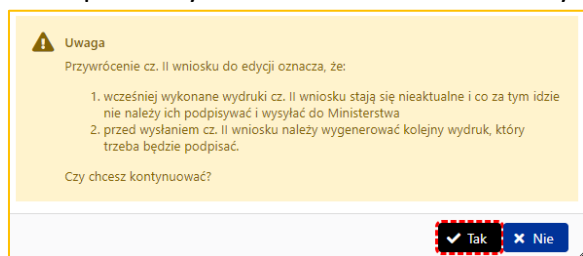 Uwaga
Przywrócenie cz. II wniosku do edycji oznacza, że:
1. wcześniej wykonane wydruki cz. II wniosku stają się nieaktualne i co za tym idzie
nie należy ich podpisywać i wysyłać do Ministerstwa
2. przed wysłaniem cz. II wniosku należy wygenerować kolejny wydruk, który
trzeba będzie podpisać.
Czy chcesz kontynuować?
Tak Nie